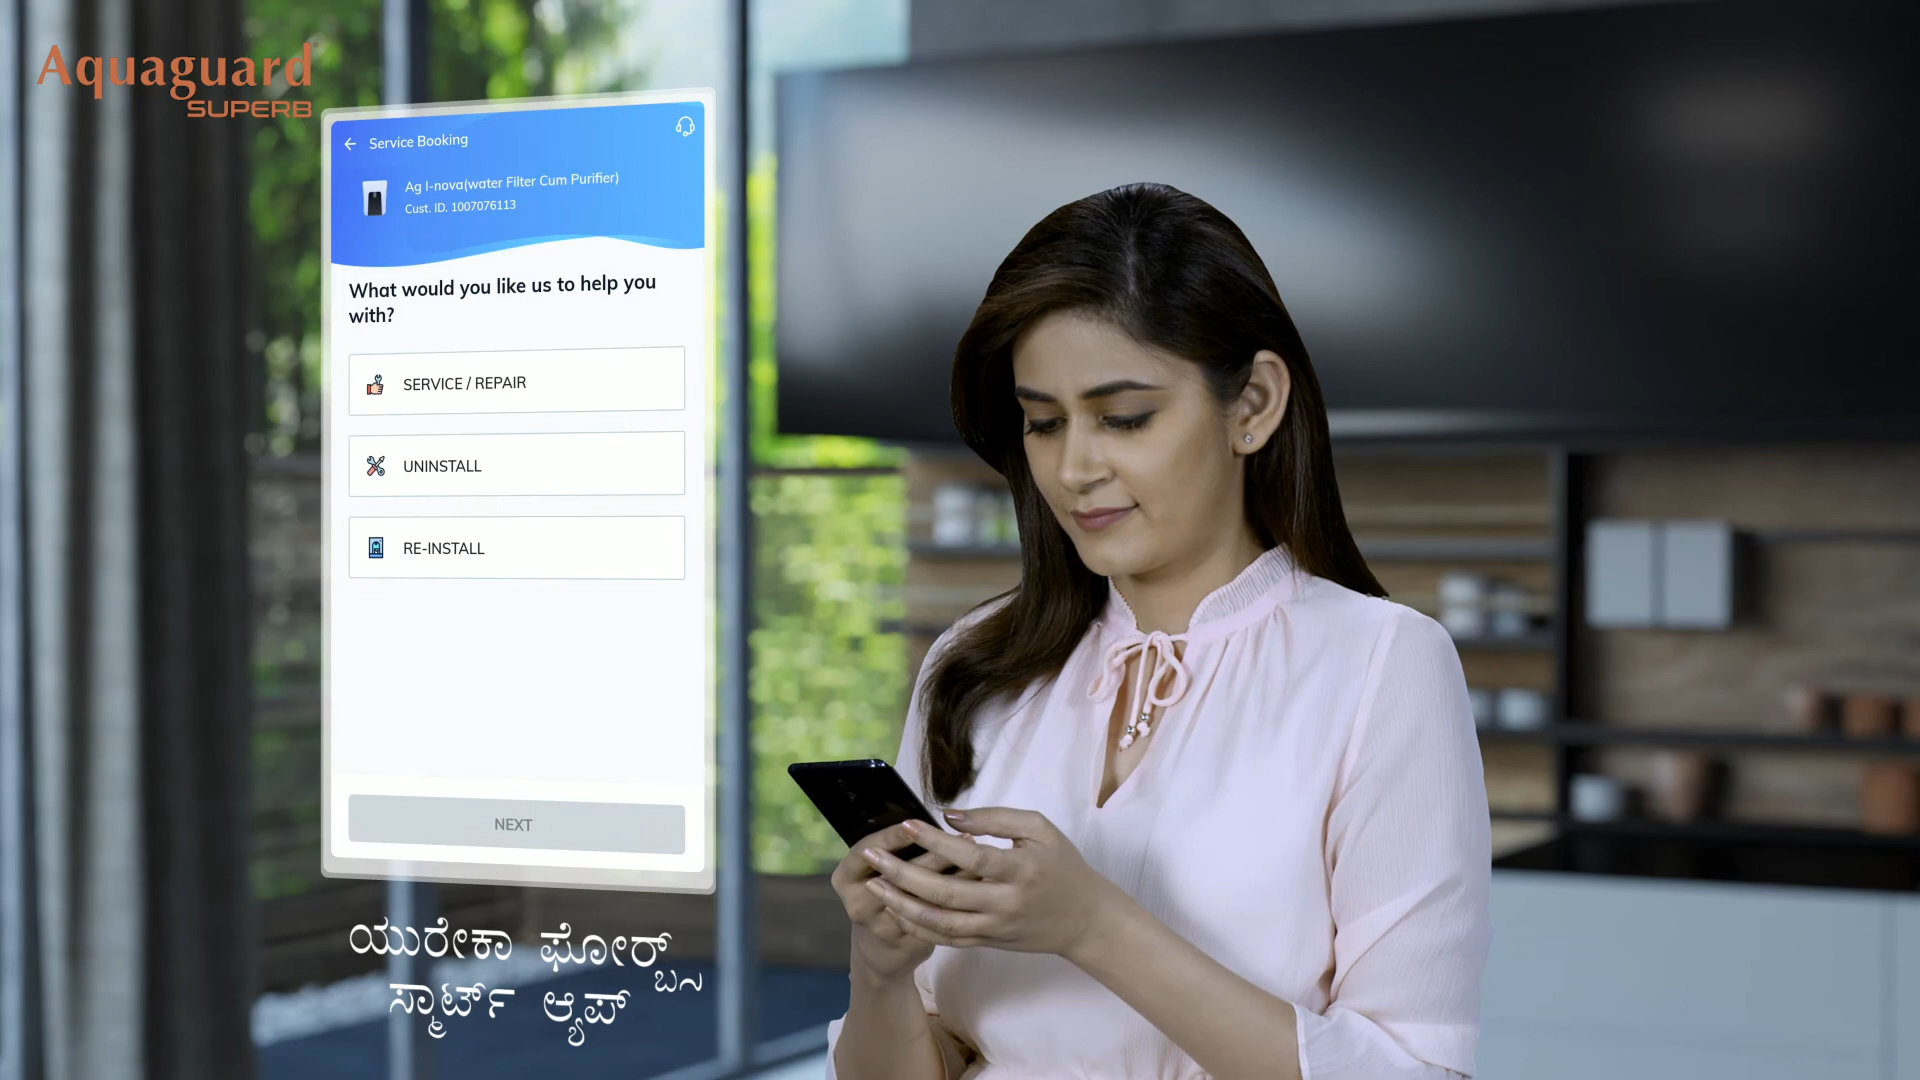 Aquaguard
SUPERB
Service Booking
Ag I-nova(water Filter Cum Purifier)
Cust. ID. 1007076113
What would you like us to help you
with?
SERVICE / REPAIR
UNINSTALL
RE-INSTALL
NEXT
ಯುರೇಕಾ ಫೋರ್ಬಸ
ಸ್ಮಾರ್ಟ್ ಆ್ಯಪ್